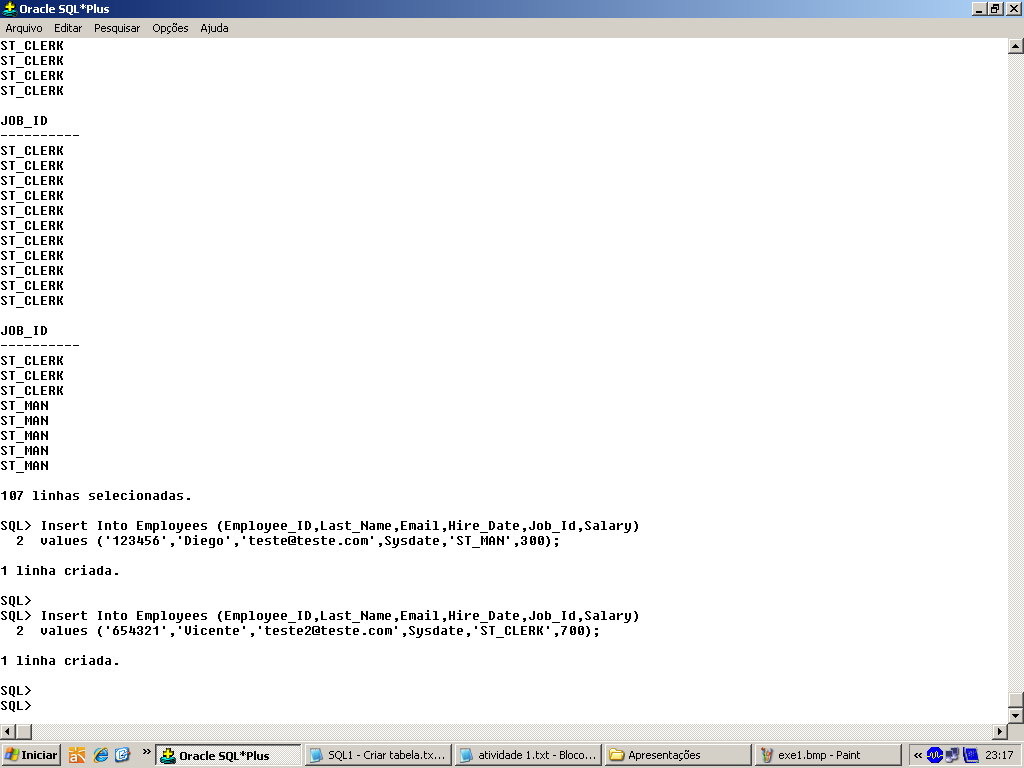 Oracle SQL*Plus
Arquivo Editar Pesquisar Opções Ajuda
ST_CLERK
ST_CLERK
ST_CLERK
ST_CLERK
JOB_ID
----------
ST_CLERK
ST_CLERK
ST_CLERK
ST_CLERK
ST_CLERK
ST_CLERK
ST_CLERK
ST_CLERK
ST_CLERK
ST_CLERK
ST_CLERK
JOB_ID
----------
ST_CLERK
ST_CLERK
ST_CLERK
ST_MAN
ST_MAN
ST_MAN
ST_MAN
ST_MAN
107 linhas selecionadas.
SQL> Insert Into Employees (Employee_ID,Last_Name,Email,Hire_Date,Job_Id,Salary)
2 values ('123456','Diego','teste@teste.com',Sysdate,'ST_MAN',300);
1 linha criada.
SQL>
SQL> Insert Into Employees (Employee_ID,Last_Name,Email,Hire_Date,Job_Id,Salary)
2 values ('654321','Vicente','teste2@teste.com',Sysdate,'ST_CLERK',700);
1 linha criada.
SQL>
SQL>
Iniciar » Oracle SQL*Plus SQL1 - Criar tabela.tx... atividade 1.txt - Bloco... Apresentações exe1.bmp - Paint « 23:17